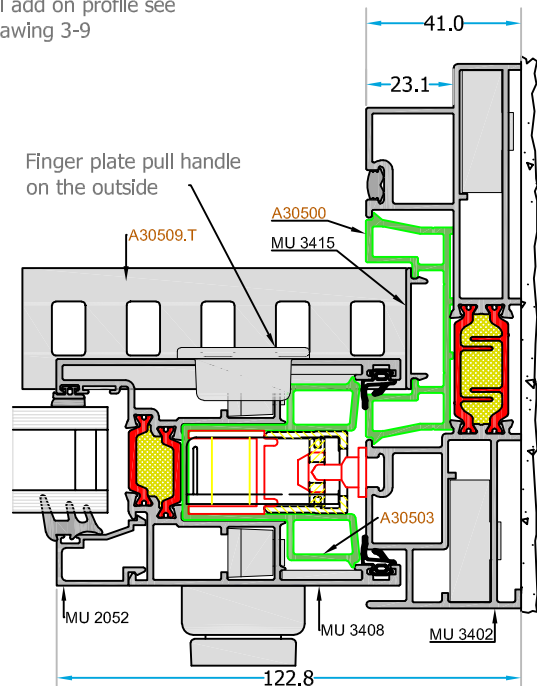 add on profile see
awing 3-9
41.0
23.1
Finger plate pull handle
on the outside
A30500
A30509.T
MU 3415
A30503
MU 2052
MU 3408
MU 3402
122.8